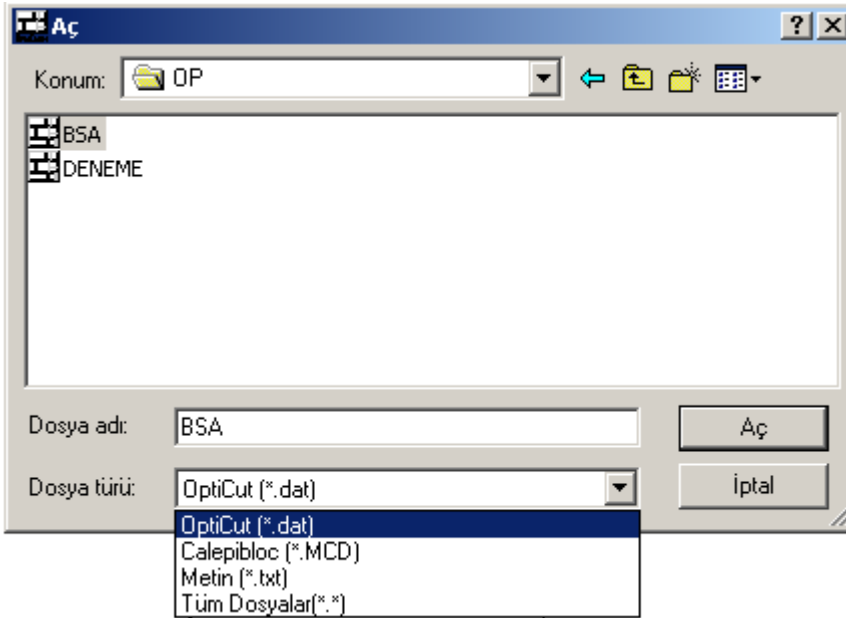 Aç
Konum: OP
BSA
DENEME
Dosya adı: BSA Aç
Dosya türü: OptiCut (*.dat) İptal
OptiCut (*.dat)
Calepibloc (*.MCD)
Metin (*.txt)
Tüm Dosyalar(*.*)